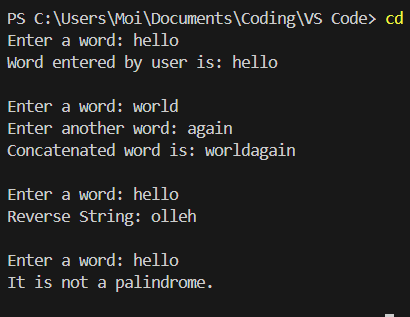 PS C:\Users\Moi\Documents\Coding\VS Code> cd
Enter a word: hello
Word entered by user is: hello
Enter a word: world
Enter another word: again
Concatenated word is: worldagain
Enter a word: hello
Reverse String: olleh
Enter a word: hello
It is not a palindrome.